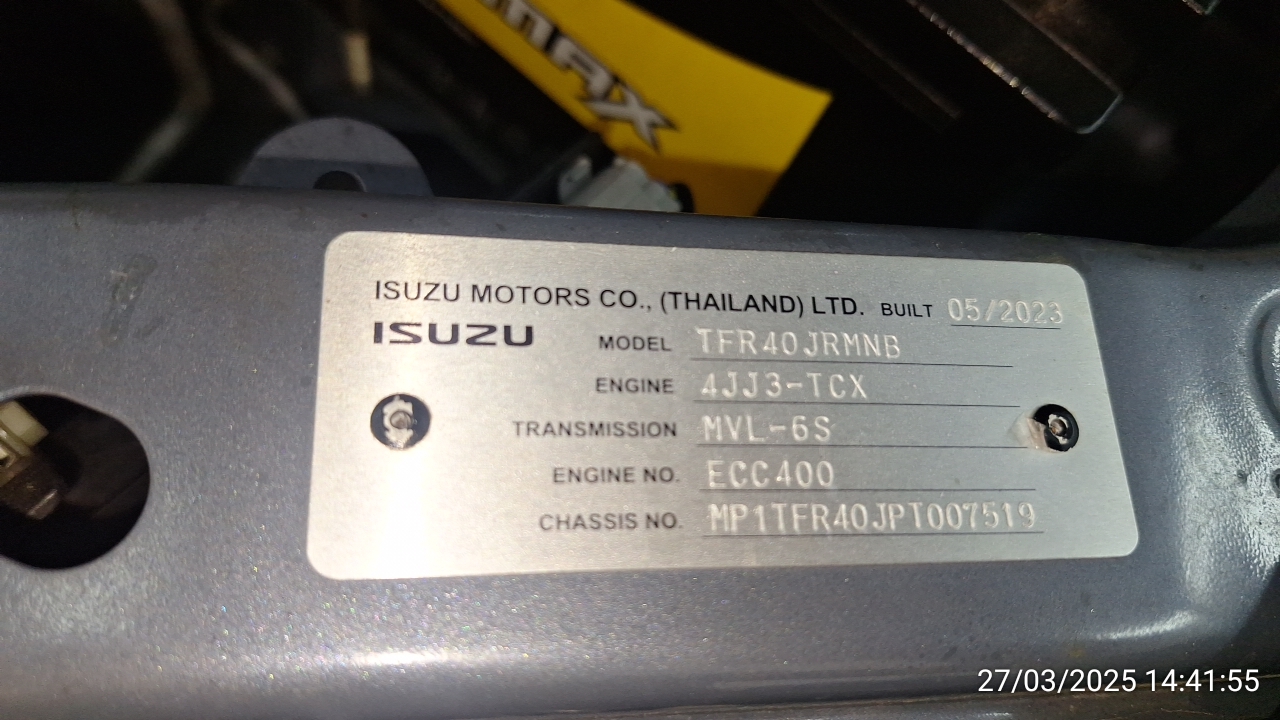 MAX
ISUZU MOTORS CO., (THAILAND) LTD. BUILT 05/2023
ISUZU
MODEL TFR40JRMNB
ENGINE 4JJ3-TCX
TRANSMISSION MVL-6S
ENGINE NO. ECC400
CHASSIS NO. MP1TFR40JPT007519
27/03/2025 14:41:55